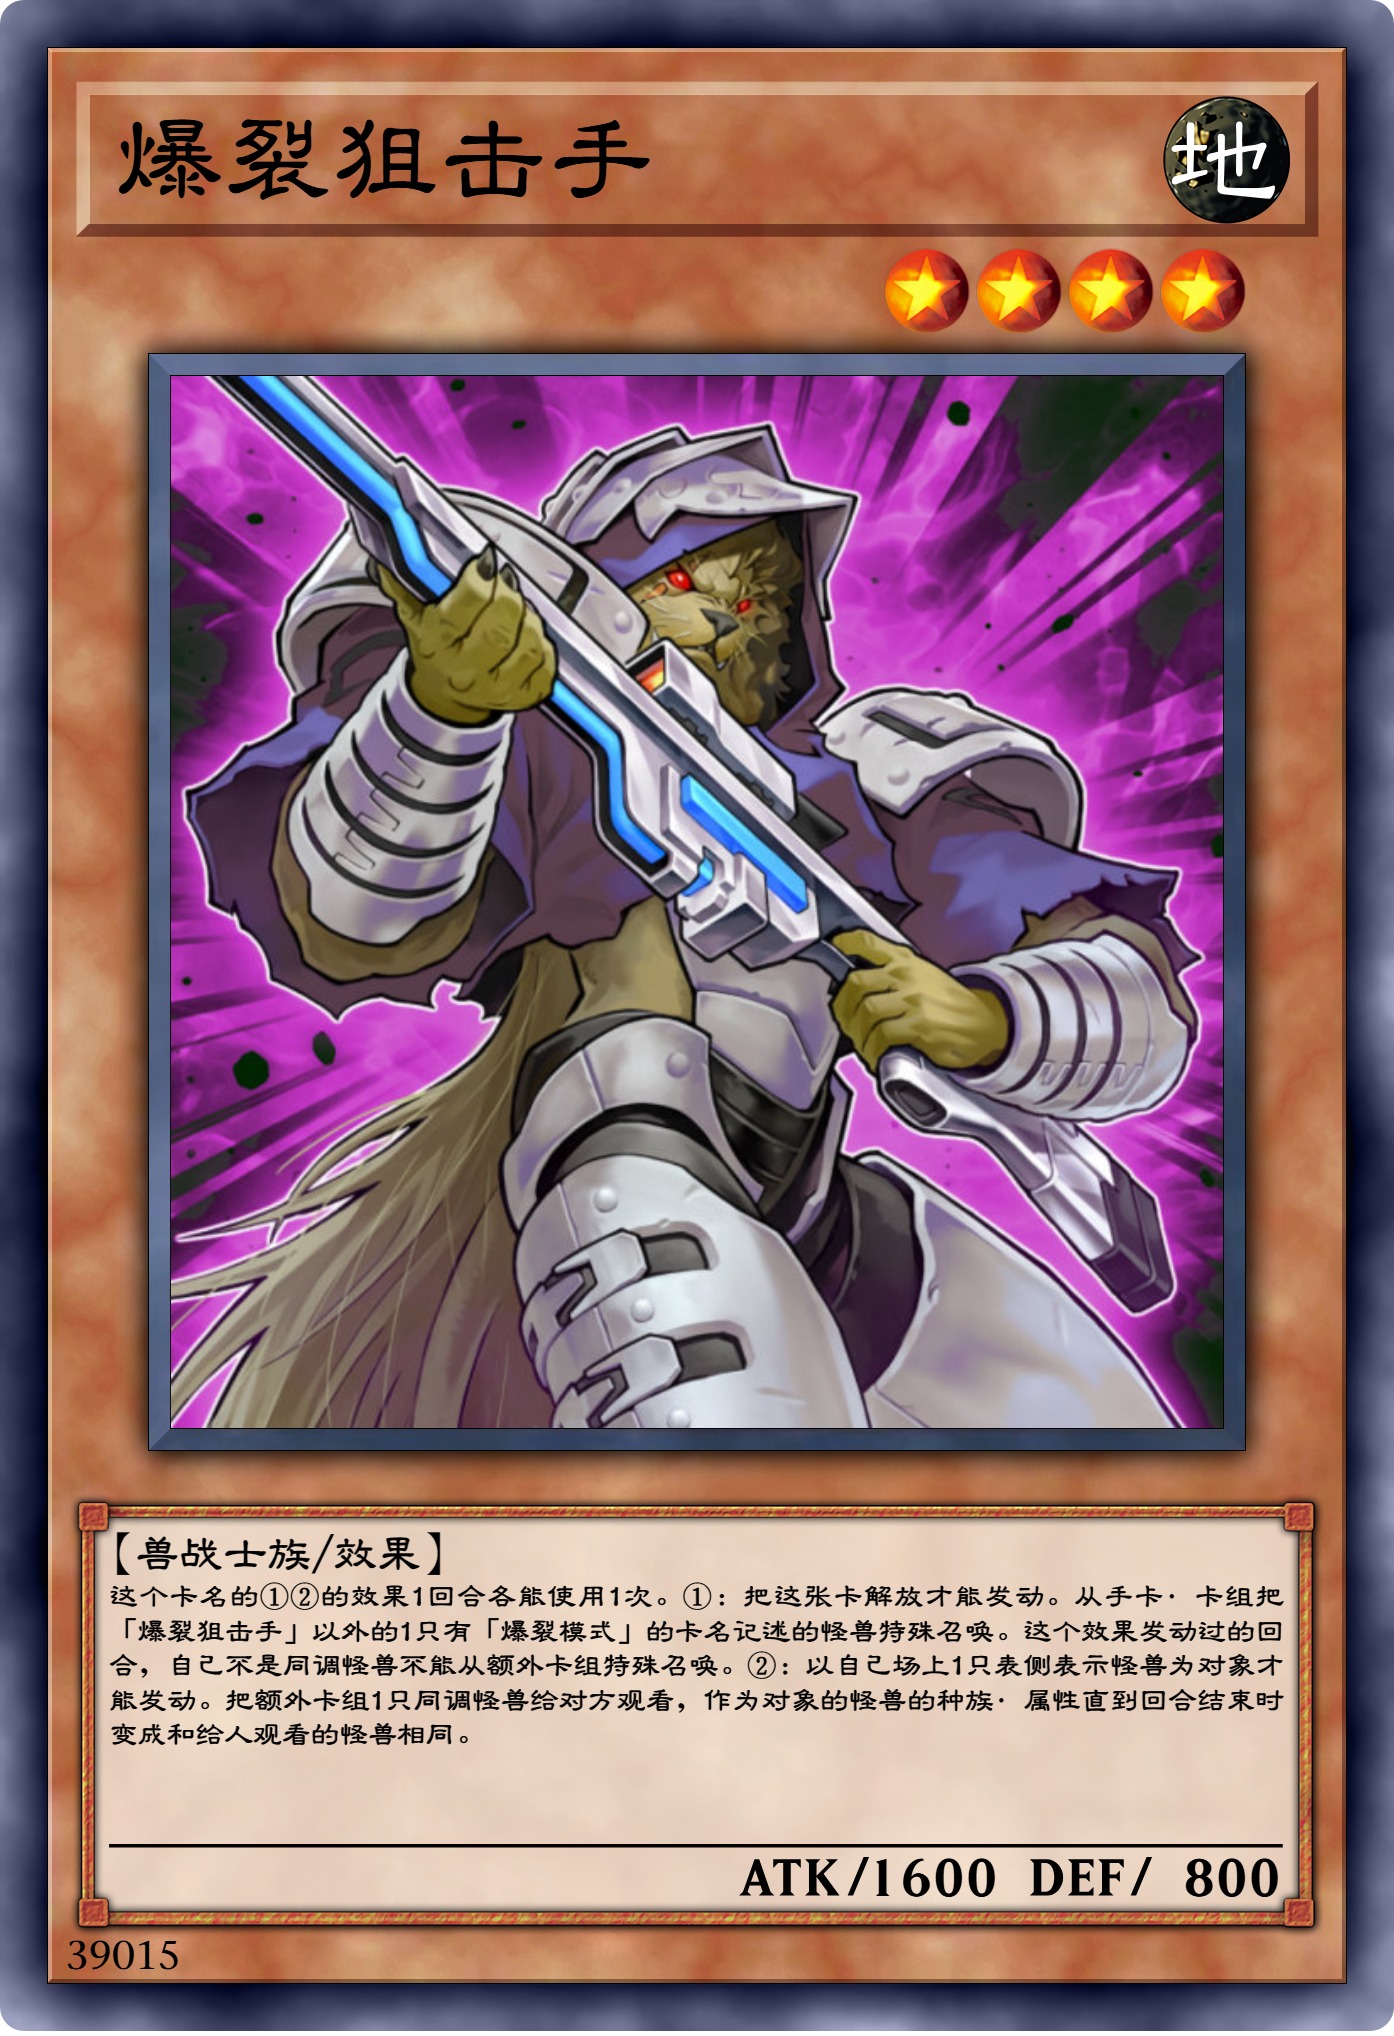 爆裂狙击手
地
【兽战士族/效果】
这个卡名的①②的效果1回合各能使用1次。①：把这张卡解放才能发动。从手卡·卡组把
「爆裂狙击手」以外的1只有「爆裂模式」的卡名记述的怪兽特殊召唤。这个效果发动过的回
合，自己不是同调怪兽不能从额外卡组特殊召唤。②：以自己场上1只表侧表示怪兽为对象才
能发动。把额外卡组1只同调怪兽给对方观看，作为对象的怪兽的种族·属性直到回合结束时
变成和给人观看的怪兽相同。
ATK/1600 DEF/ 800
39015